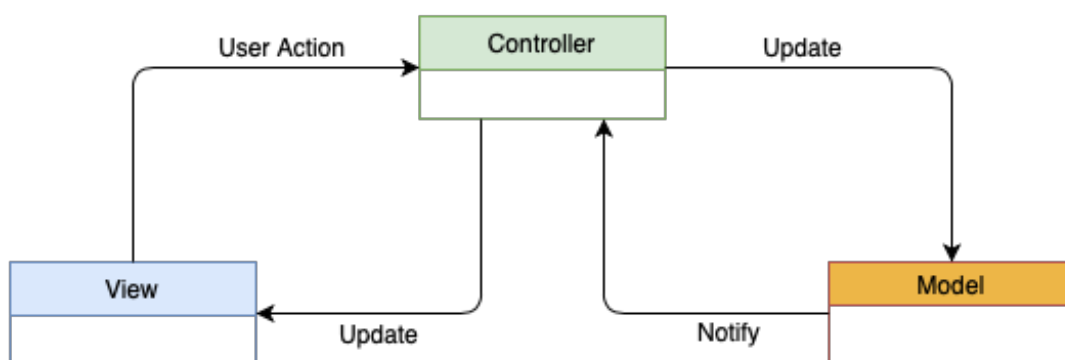 Controller
User Action
Update
View
Model
Update
Notify